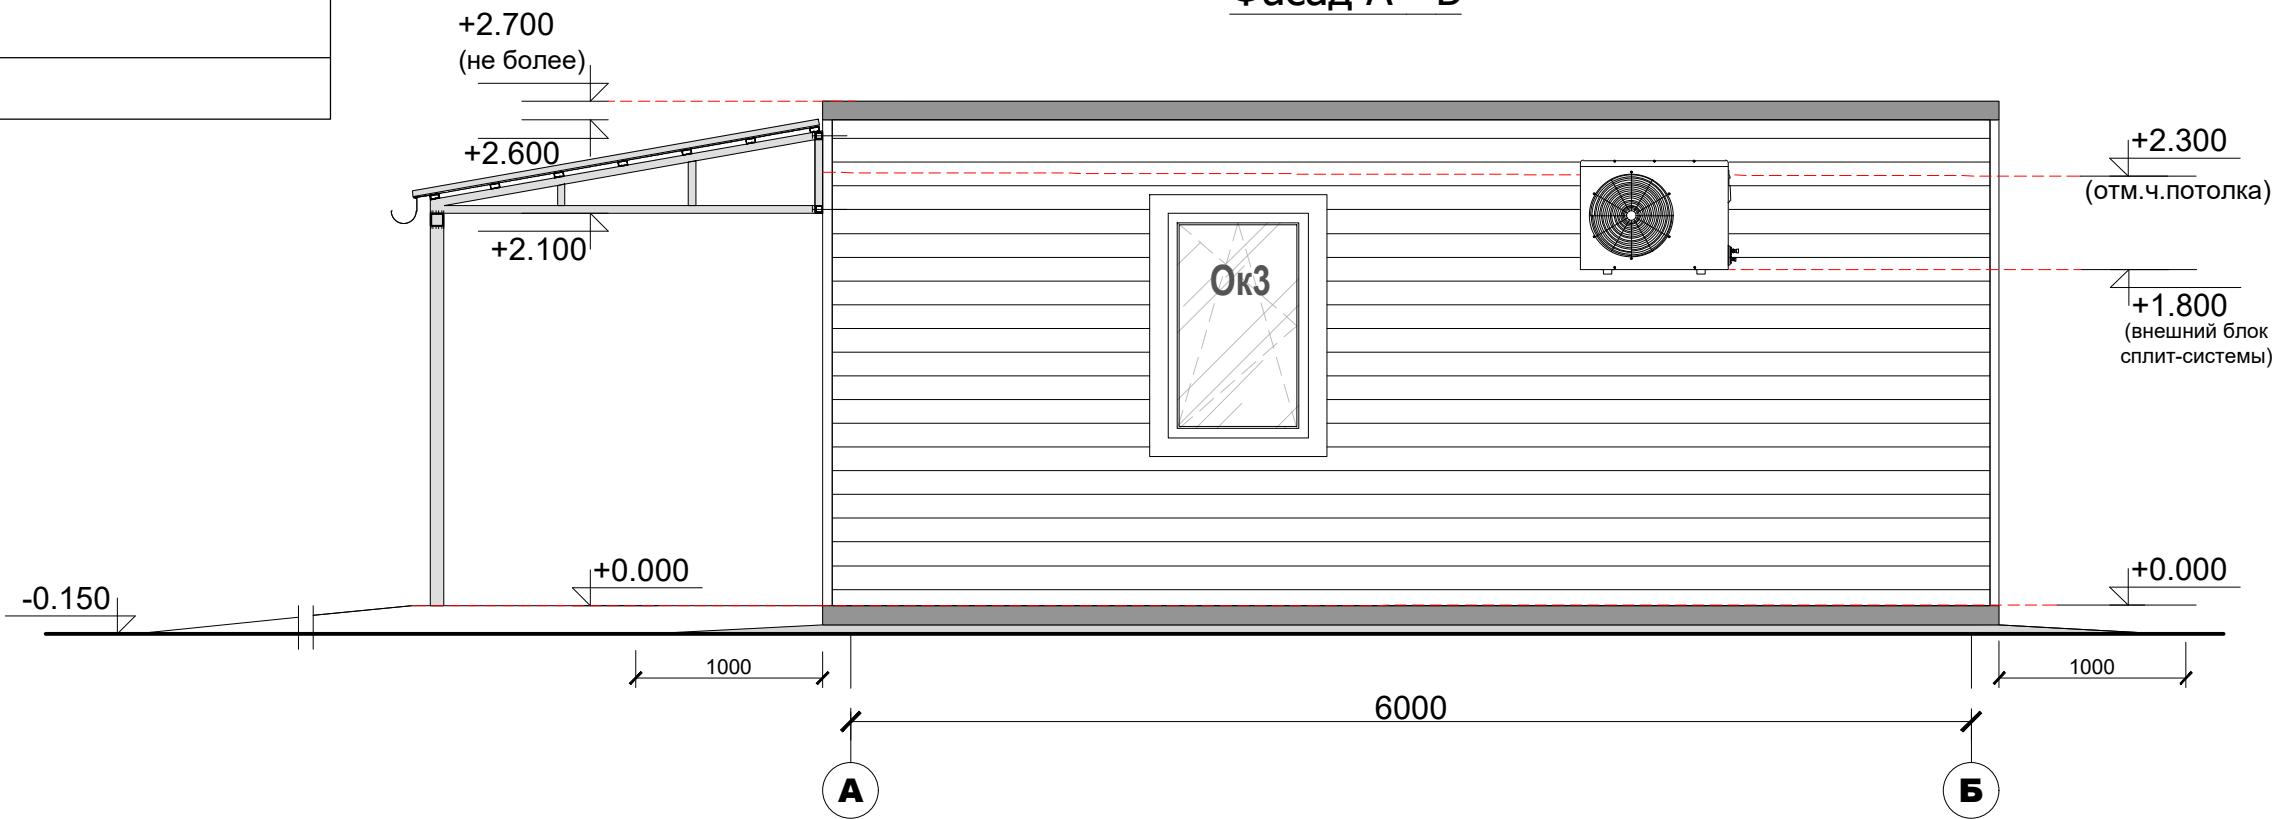 Фасад А - Б
+2.700
(не более)
+2.600
+2.300
(отм.ч.потолка)
+2.100
Ок3
+1.800
(внешний блок
сплит-системы)
+0.000
+0.000
-0.150
1000
1000
6000
А
Б